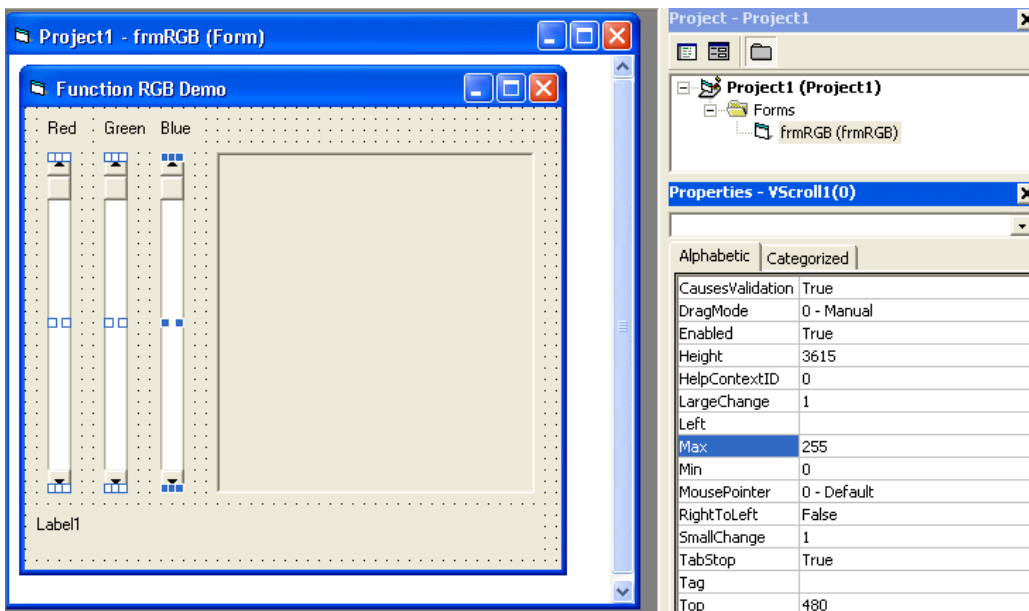 Project1 - frmRGB (Form)
Function RGB Demo
Red Green Blue
Label1
Project - Project1
Project1 (Project1)
Forms
frmRGB (frmRGB)
Properties - VScroll1(0)
Alphabetic Categorized
CausesValidation True
DragMode 0 - Manual
Enabled True
Height 3615
HelpContextID 0
LargeChange 1
Left
Max 255
Min 0
MousePointer 0 - Default
RightToLeft False
SmallChange 1
TabStop True
Tag
Top 480